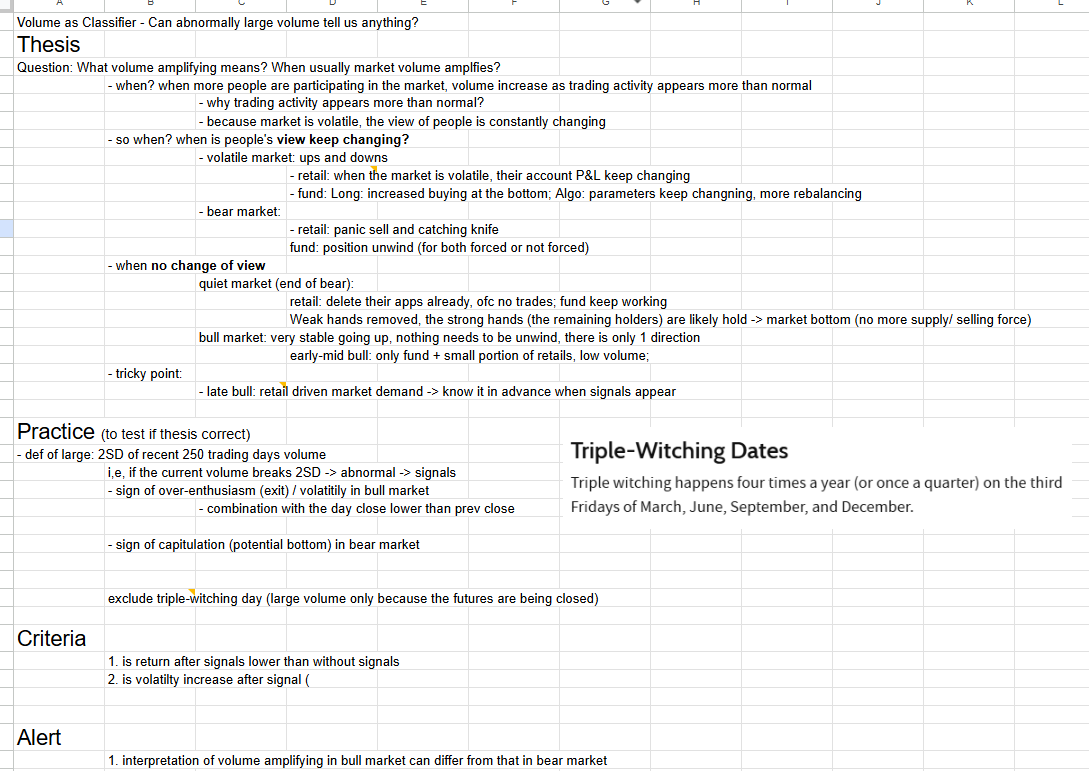 A B C D E F G H I J K L
Volume as Classifier - Can abnormally large volume tell us anything?
Thesis
Question: What volume amplifying means? When usually market volume amplfies?
- when? when more people are participating in the market, volume increase as trading activity appears more than normal
- why trading activity appears more than normal?
- because market is volatile, the view of people is constantly changing
- so when? when is people's view keep changing?
- volatile market: ups and downs
- retail: when the market is volatile, their account P&L keep changing
- fund: Long: increased buying at the bottom; Algo: parameters keep changning, more rebalancing
- bear market:
- retail: panic sell and catching knife
fund: position unwind (for both forced or not forced)
- when no change of view
quiet market (end of bear):
retail: delete their apps already, ofc no trades; fund keep working
Weak hands removed, the strong hands (the remaining holders) are likely hold -> market bottom (no more supply/ selling force)
bull market: very stable going up, nothing needs to be unwind, there is only 1 direction
early-mid bull: only fund + small portion of retails, low volume;
- tricky point:
- late bull: retail driven market demand -> know it in advance when signals appear
Practice (to test if thesis correct)
- def of large: 2SD of recent 250 trading days volume
i,e, if the current volume breaks 2SD -> abnormal -> signals
- sign of over-enthusiasm (exit) / volatitily in bull market
- combination with the day close lower than prev close
- sign of capitulation (potential bottom) in bear market
exclude triple-witching day (large volume only because the futures are being closed)
Triple-Witching Dates
Triple witching happens four times a year (or once a quarter) on the third
Fridays of March, June, September, and December.
Criteria
1. is return after signals lower than without signals
2. is volatilty increase after signal (
Alert
1. interpretation of volume amplifying in bull market can differ from that in bear market